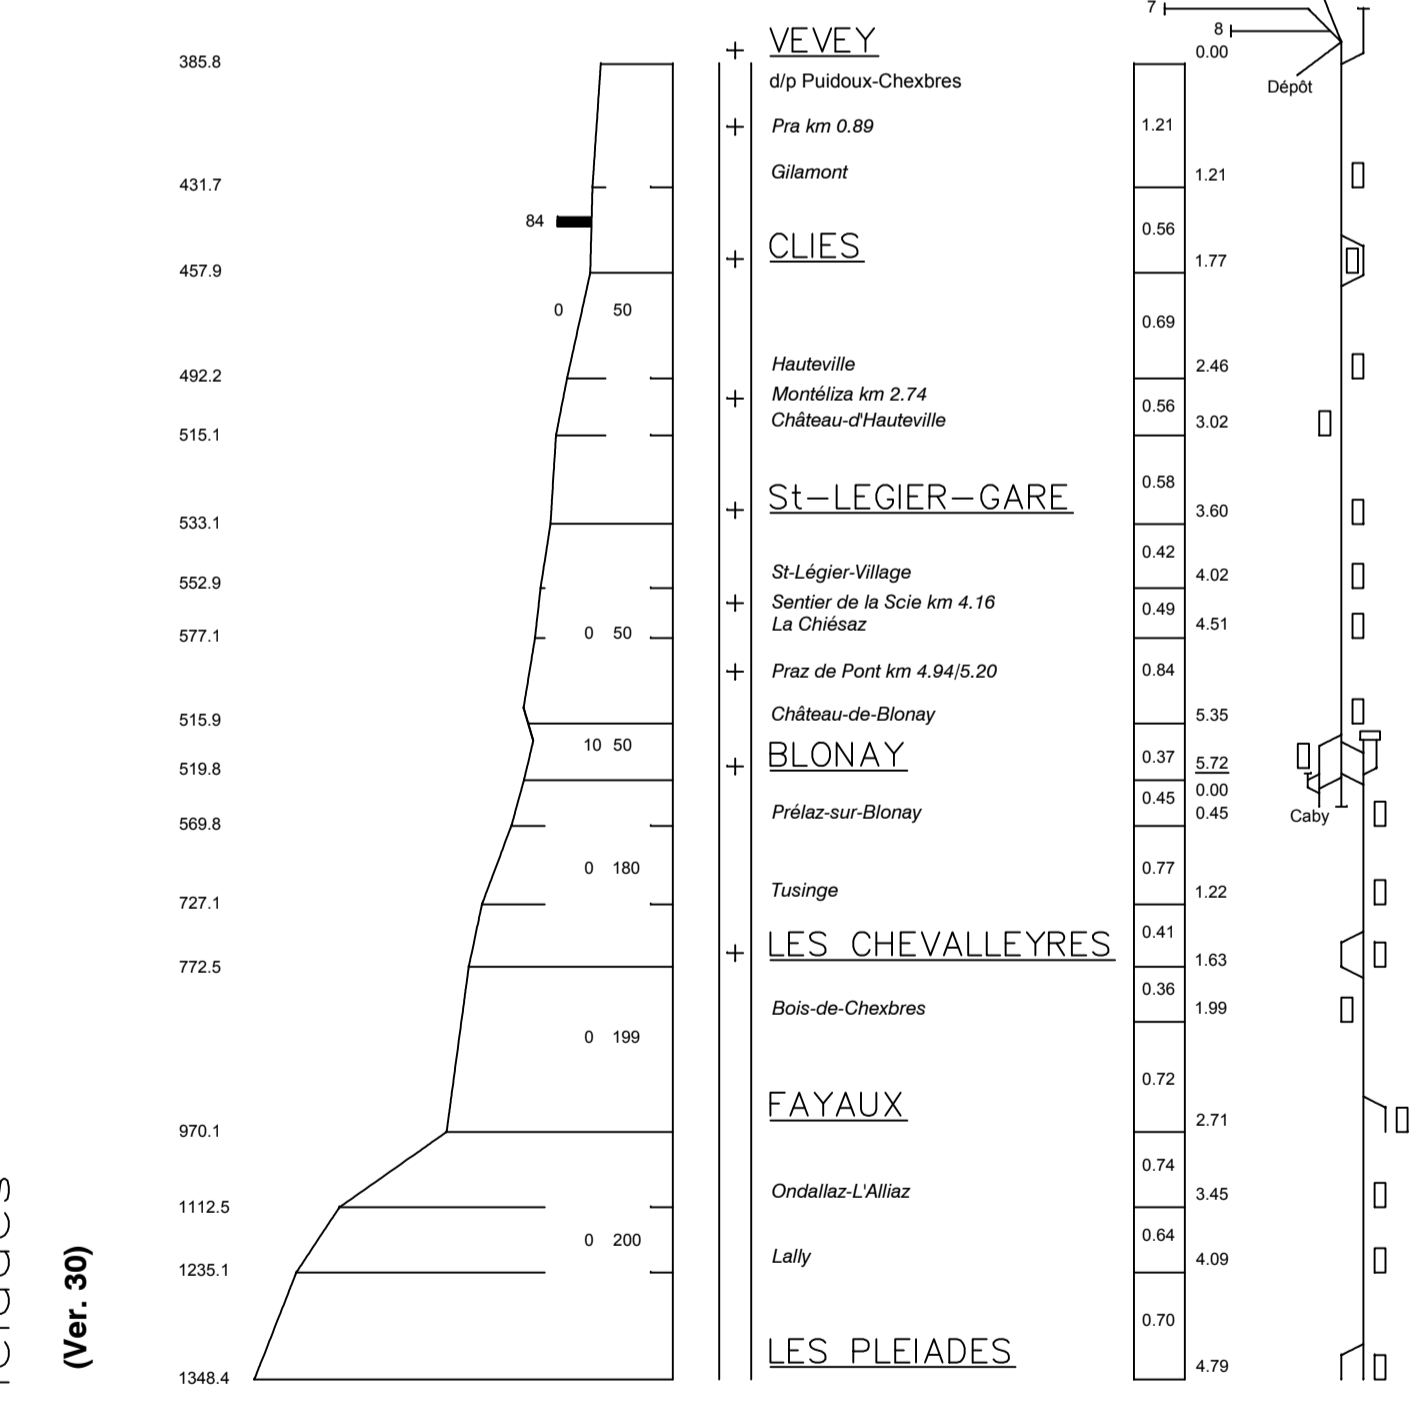 7
8
VEVEY
0.00
385.8
d/p Puidoux-Chexbres
Dépôt
Pra km 0.89
1.21
Gilamont
1.21
431.7
84
0.56
CLIES
1.77
457.9
0 50
0.69
Hauteville
2.46
492.2
Montéliza km 2.74
0.56
Château-d'Hauteville
3.02
515.1
0.58
St-LEGIER-GARE
3.60
533.1
0.42
St-Légier-Village
4.02
552.9
Sentier de la Scie km 4.16
0.49
La Chiésaz
4.51
577.1
0 50
Praz de Pont km 4.94/5.20
0.84
Château-de-Blonay
5.35
515.9
10 50
BLONAY
0.37
5.72
519.8
0.00
0.45
Prélaz-sur-Blonay
0.45
Caby
569.8
0 180
0.77
Tusinge
1.22
727.1
0.41
LES CHEVALLEYRES
1.63
772.5
0.36
Bois-de-Chexbres
1.99
0 199
0.72
FAYAUX
2.71
970.1
0.74
Ondallaz-L'Alliaz
3.45
1112.5
0 200
0.64
Lally
4.09
1235.1
0.70
LES PLEIADES
4.79
1348.4
(Ver. 30)